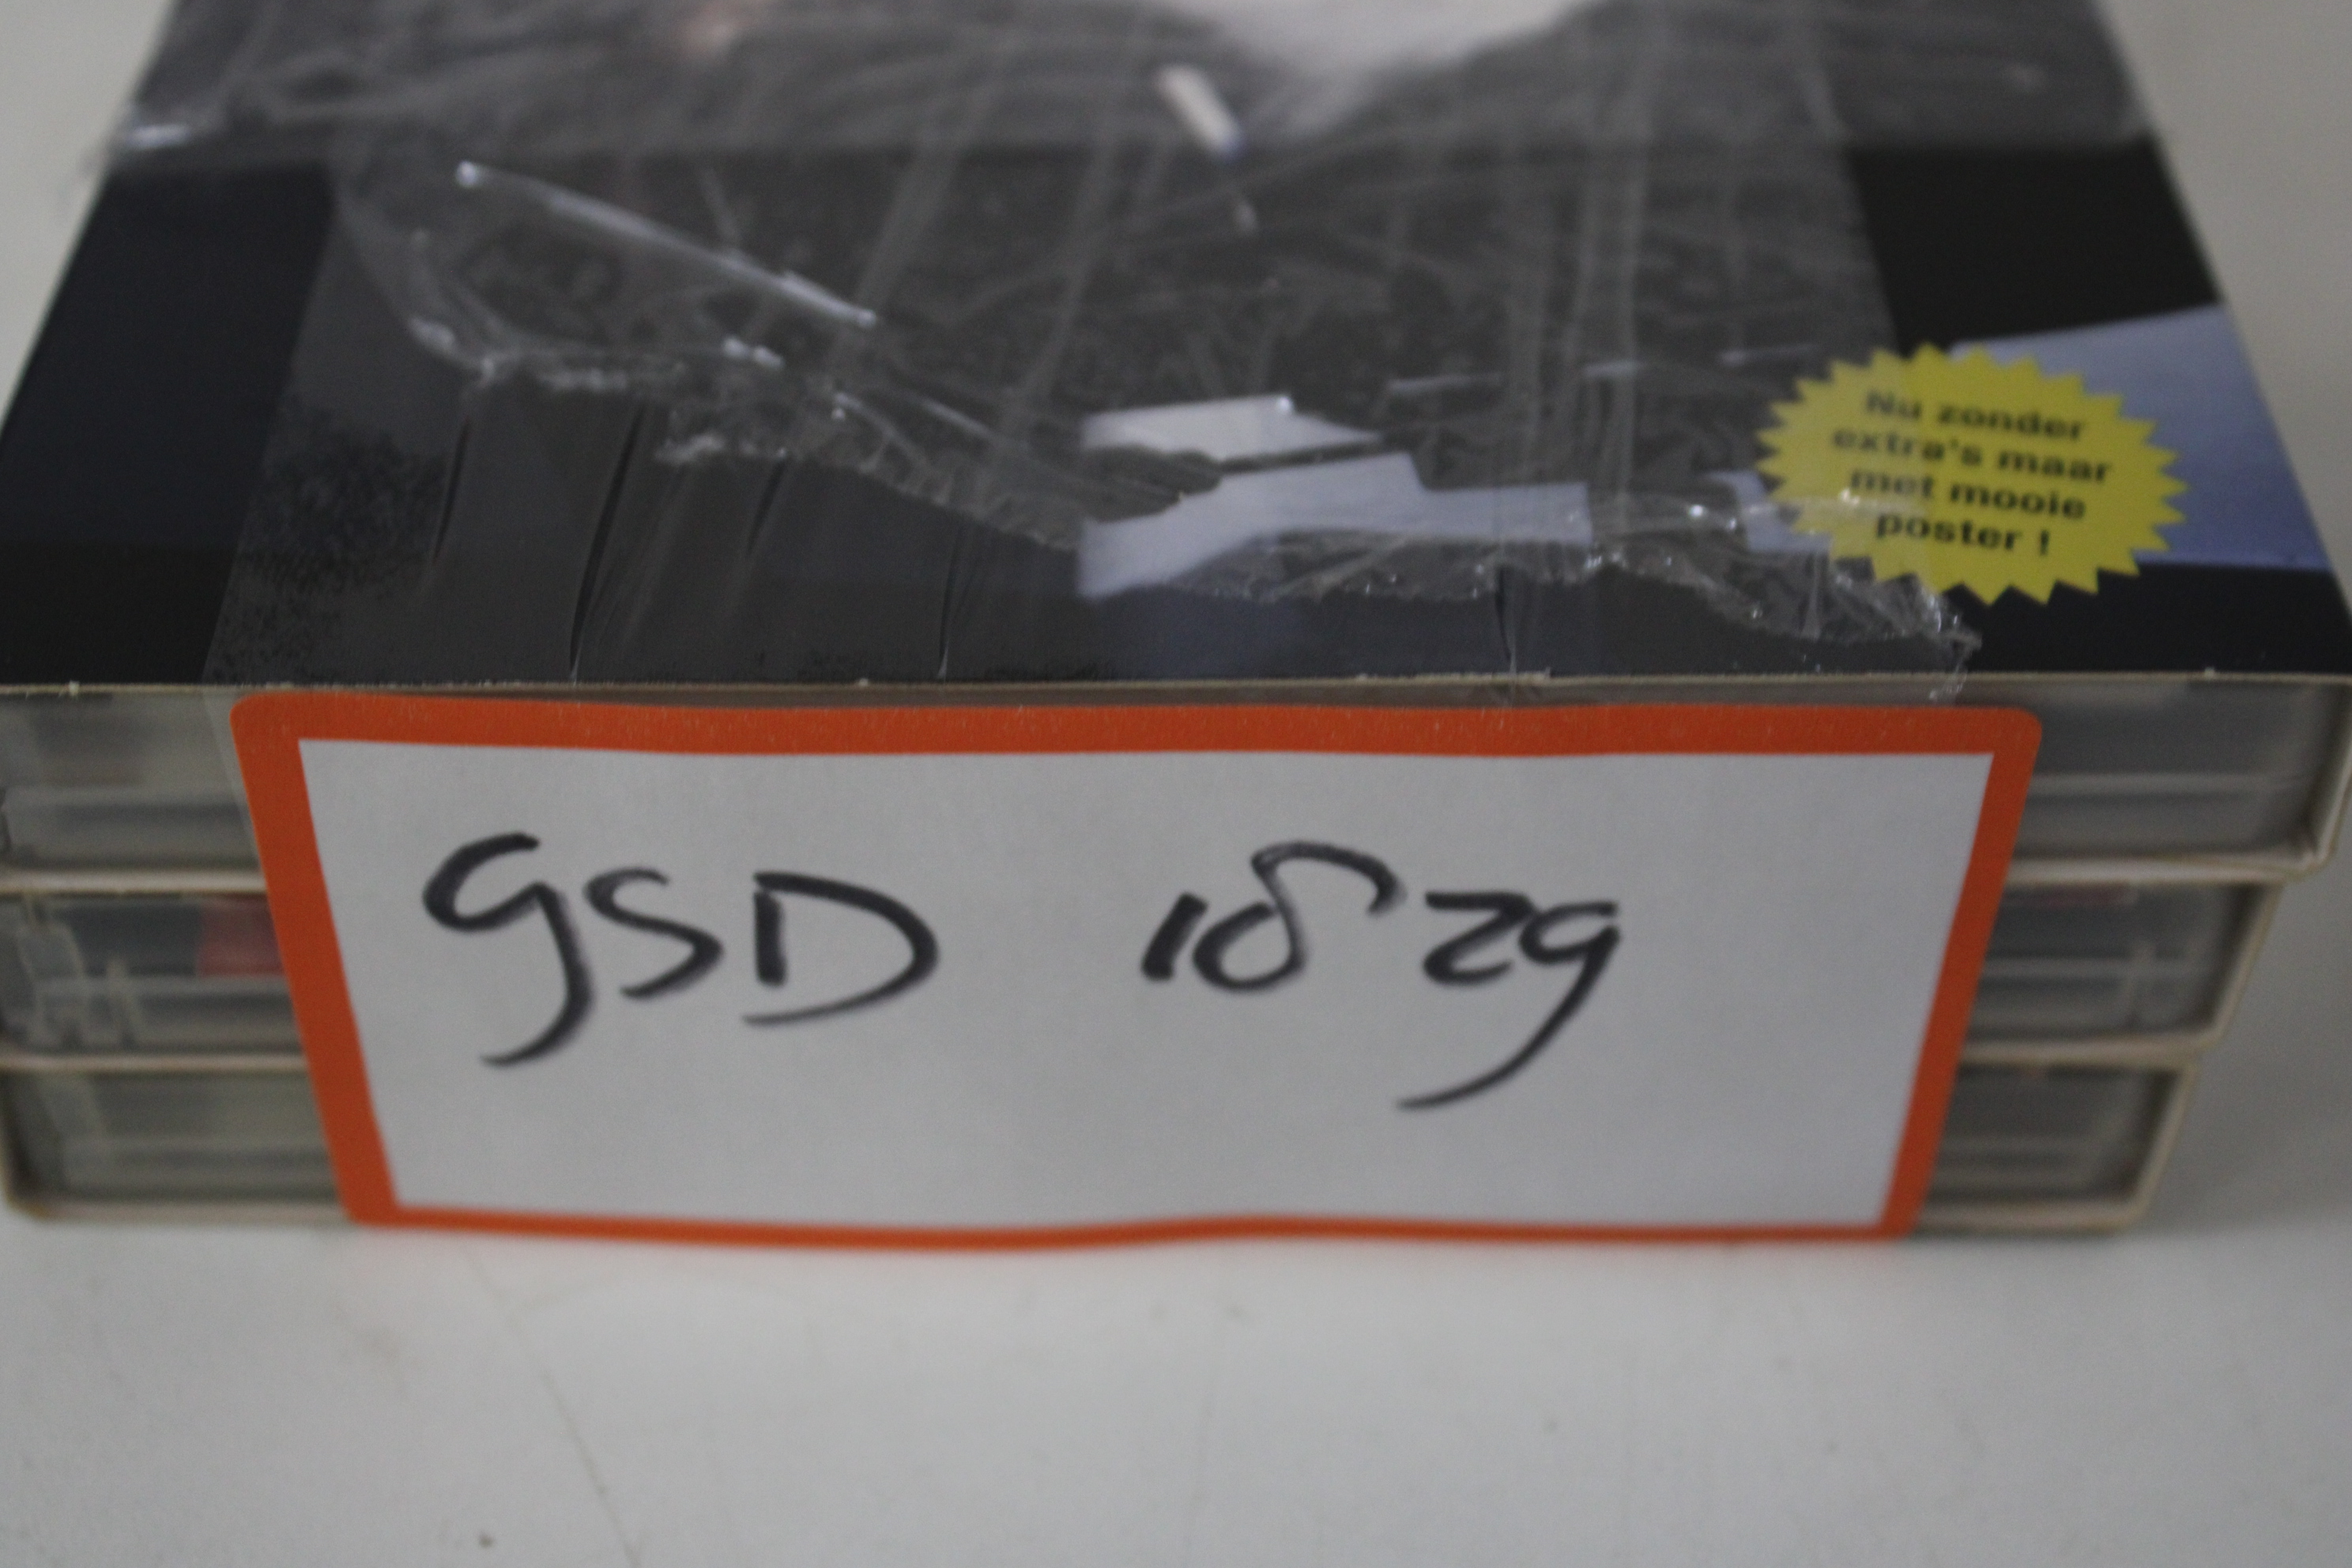 Nu zonder
extra's maar
met mooie
poster !
GSD 1829